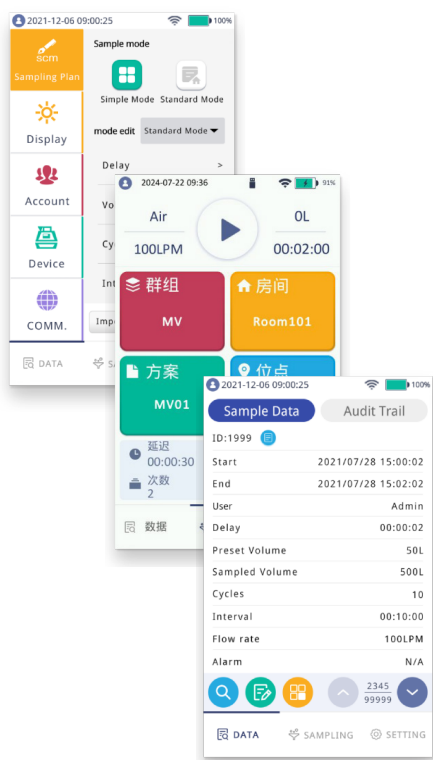 2021-12-06 09:00:25 100%
scm
Sampling Plan
Display
Account
Device
COMM.
Sample mode
Simple Mode Standard Mode
mode edit Standard Mode
Delay >
DATA
2024-07-22 09:36 91%
Air 0L
100LPM 00:02:00
群组
MV
房间
Room101
方案
MV01
位点
延迟
00:00:30
次数
2
数据
2021-12-06 09:00:25 100%
Sample Data Audit Trail
ID:1999
Start 2021/07/28 15:00:02
End 2021/07/28 15:02:02
User Admin
Delay 00:00:02
Preset Volume 50L
Sampled Volume 500L
Cycles 10
Interval 00:10:00
Flow rate 100LPM
Alarm N/A
2345
99999
DATA SAMPLING SETTING